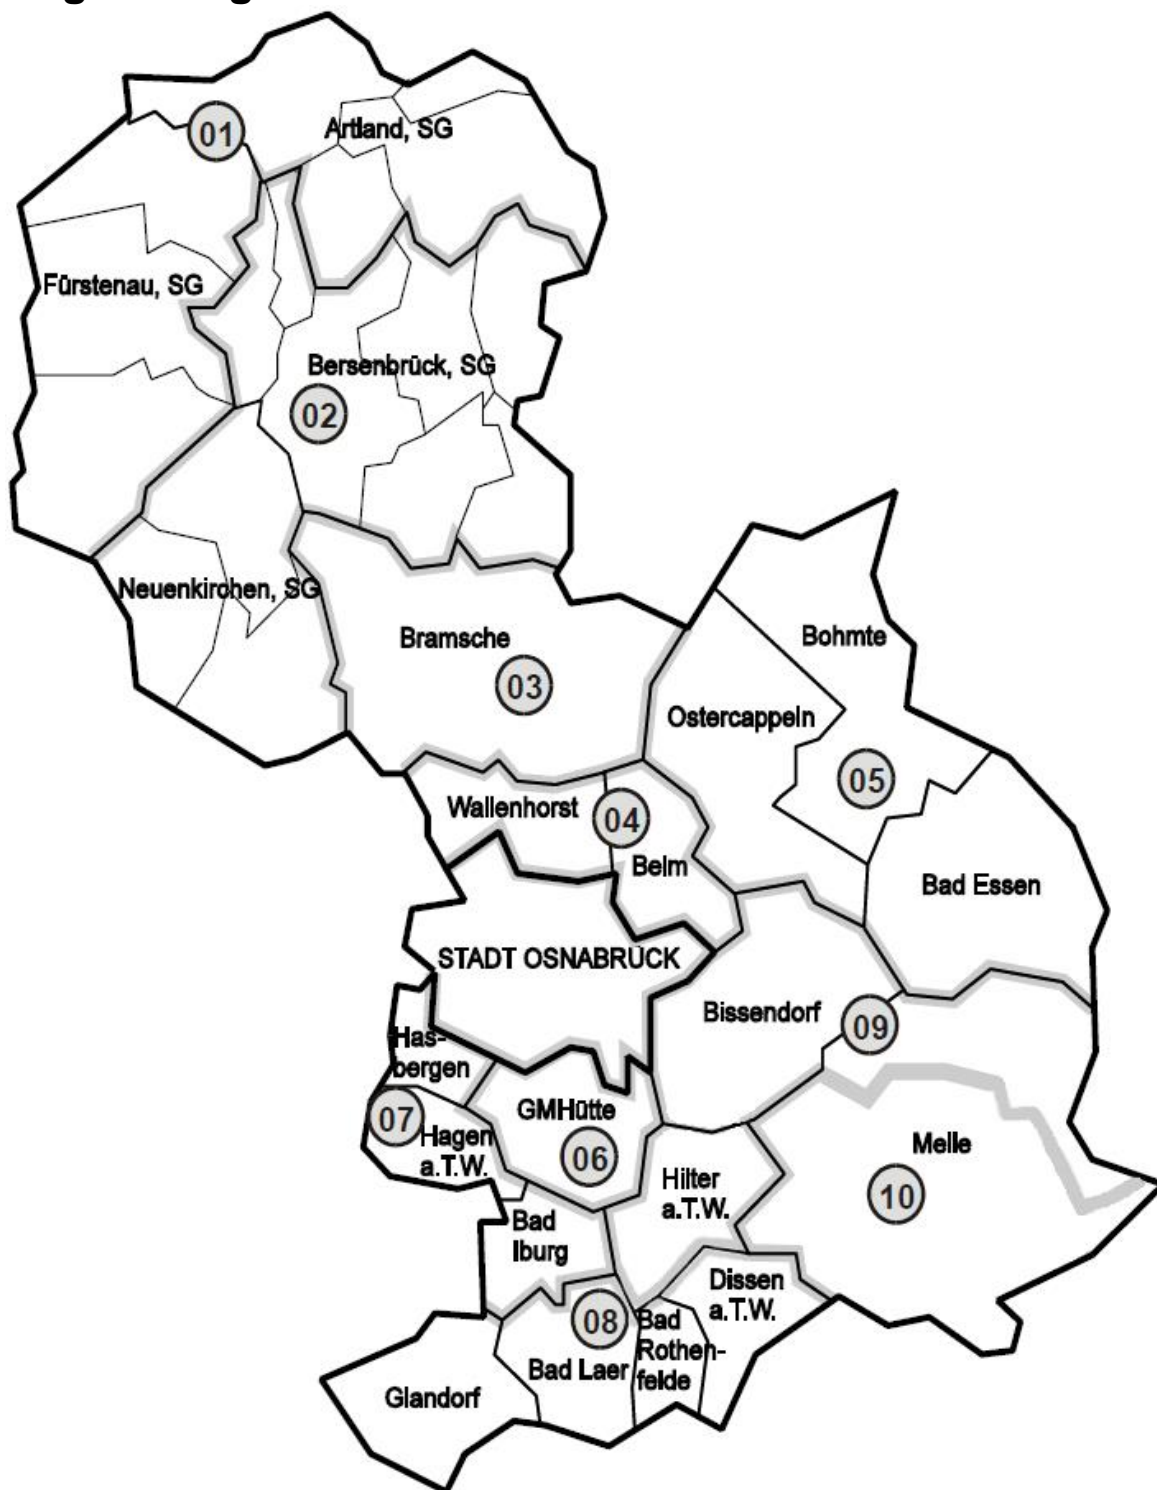 01
Artland, SG
Fürstenau, SG
Bersenbrück, SG
02
Neuenkirchen, SG
Bramsche
03
Bohmte
Ostercappeln
05
Wallenhorst
04
Belm
Bad Essen
STADT OSNABRÜCK
Bissendorf
09
Has-
bergen
07
Hagen
a.T.W.
GMHütte
06
Melle
10
Hilter
a.T.W.
Bad
Iburg
Dissen
a.T.W.
08
Bad
Rothen-
felde
Bad Laer
Glandorf